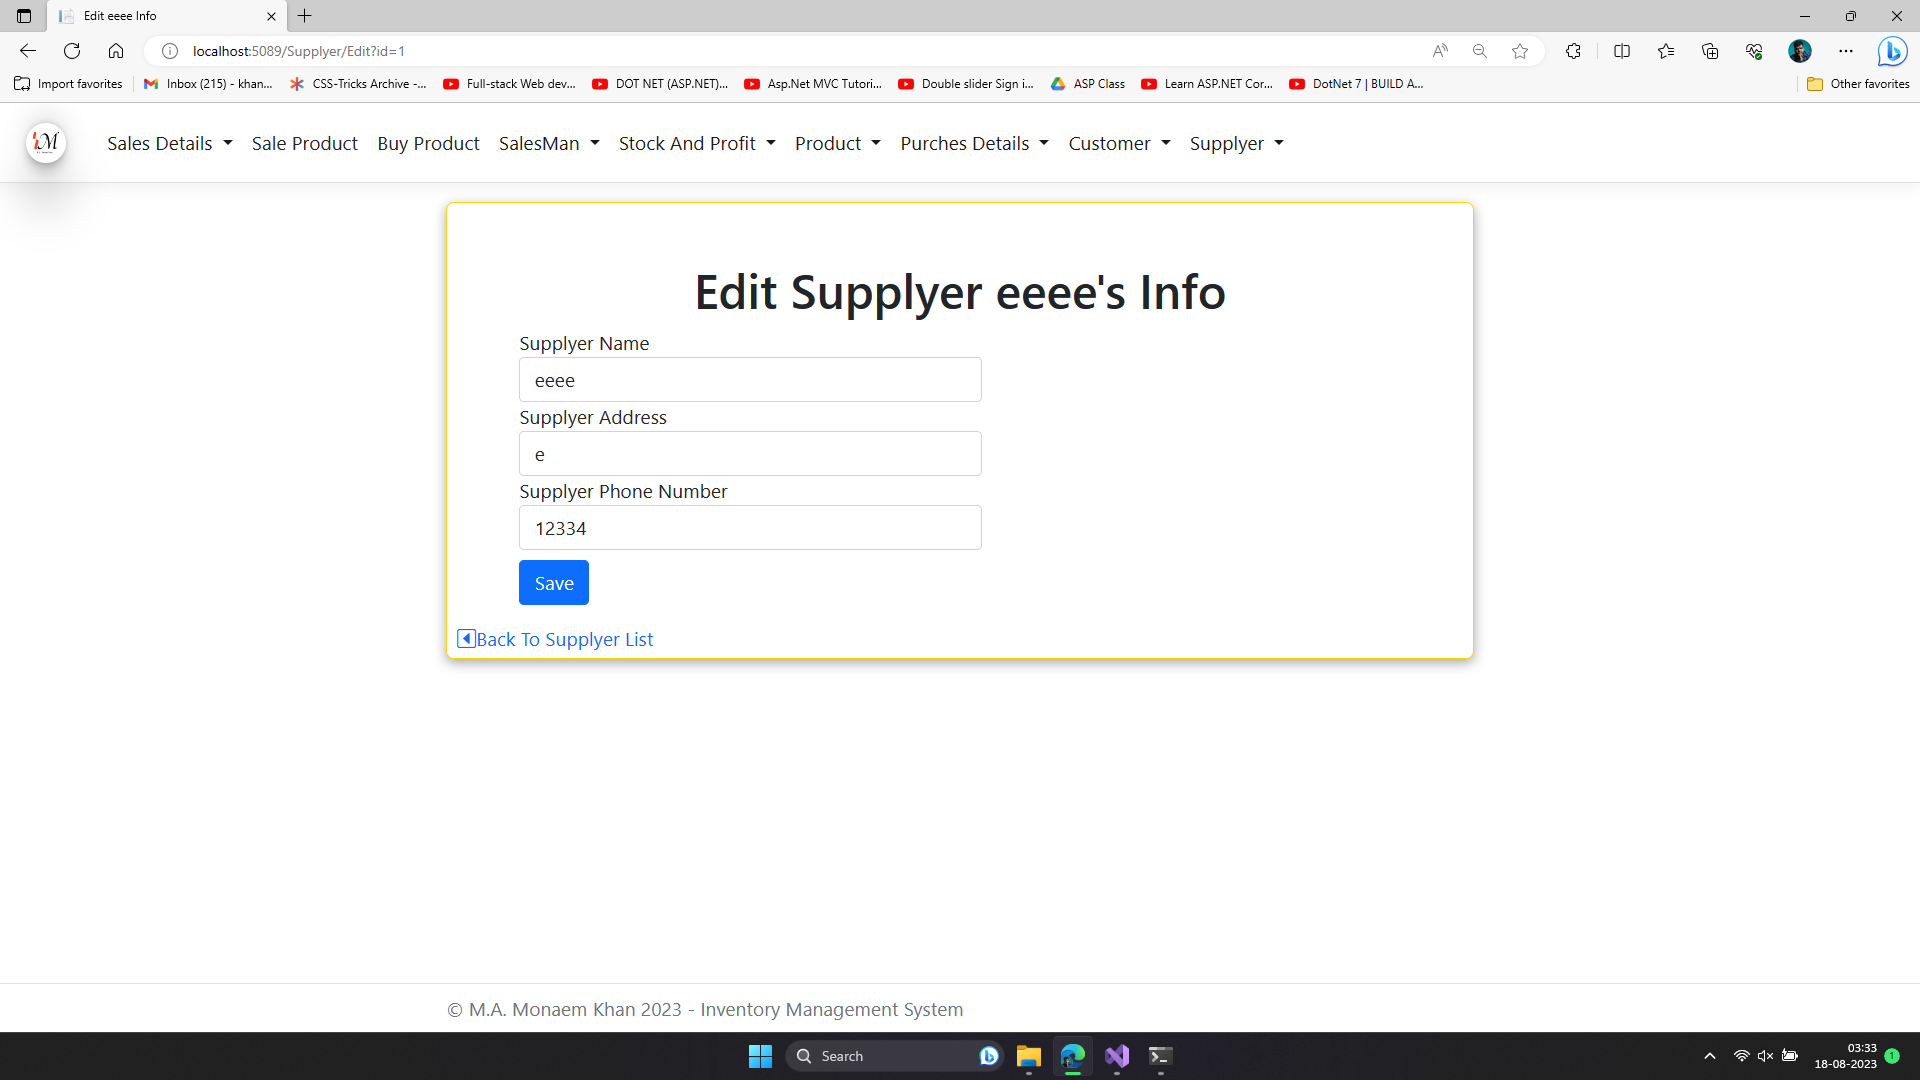 Edit eeee Info
localhost:5089/Supplyer/Edit?id=1
Import favorites
Inbox (215) - khan...
CSS-Tricks Archive -...
Full-stack Web dev...
DOT NET (ASP.NET)...
Asp.Net MVC Tutori...
Double slider Sign i...
ASP Class
Learn ASP.NET Cor...
DotNet 7 | BUILD A...
Other favorites
Sales Details
Sale Product
Buy Product
SalesMan
Stock And Profit
Product
Purches Details
Customer
Supplyer
Edit Supplyer eeee's Info
Supplyer Name
eeee
Supplyer Address
e
Supplyer Phone Number
12334
Save
Back To Supplyer List
© M.A. Monaem Khan 2023 - Inventory Management System
Search
03:33
18-08-2023
1